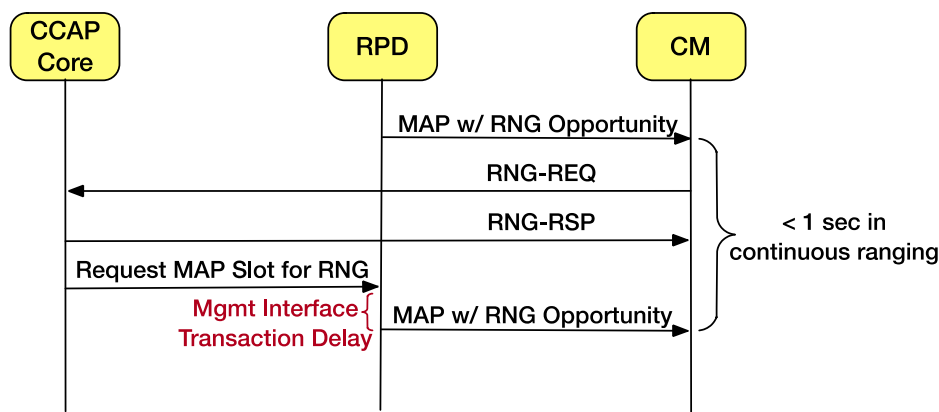 CCAP
Core
RPD
CM
MAP w/ RNG Opportunity
RNG-REQ
RNG-RSP
< 1 sec in
continuous ranging
Request MAP Slot for RNG
Mgmt Interface
Transaction Delay
MAP w/ RNG Opportunity